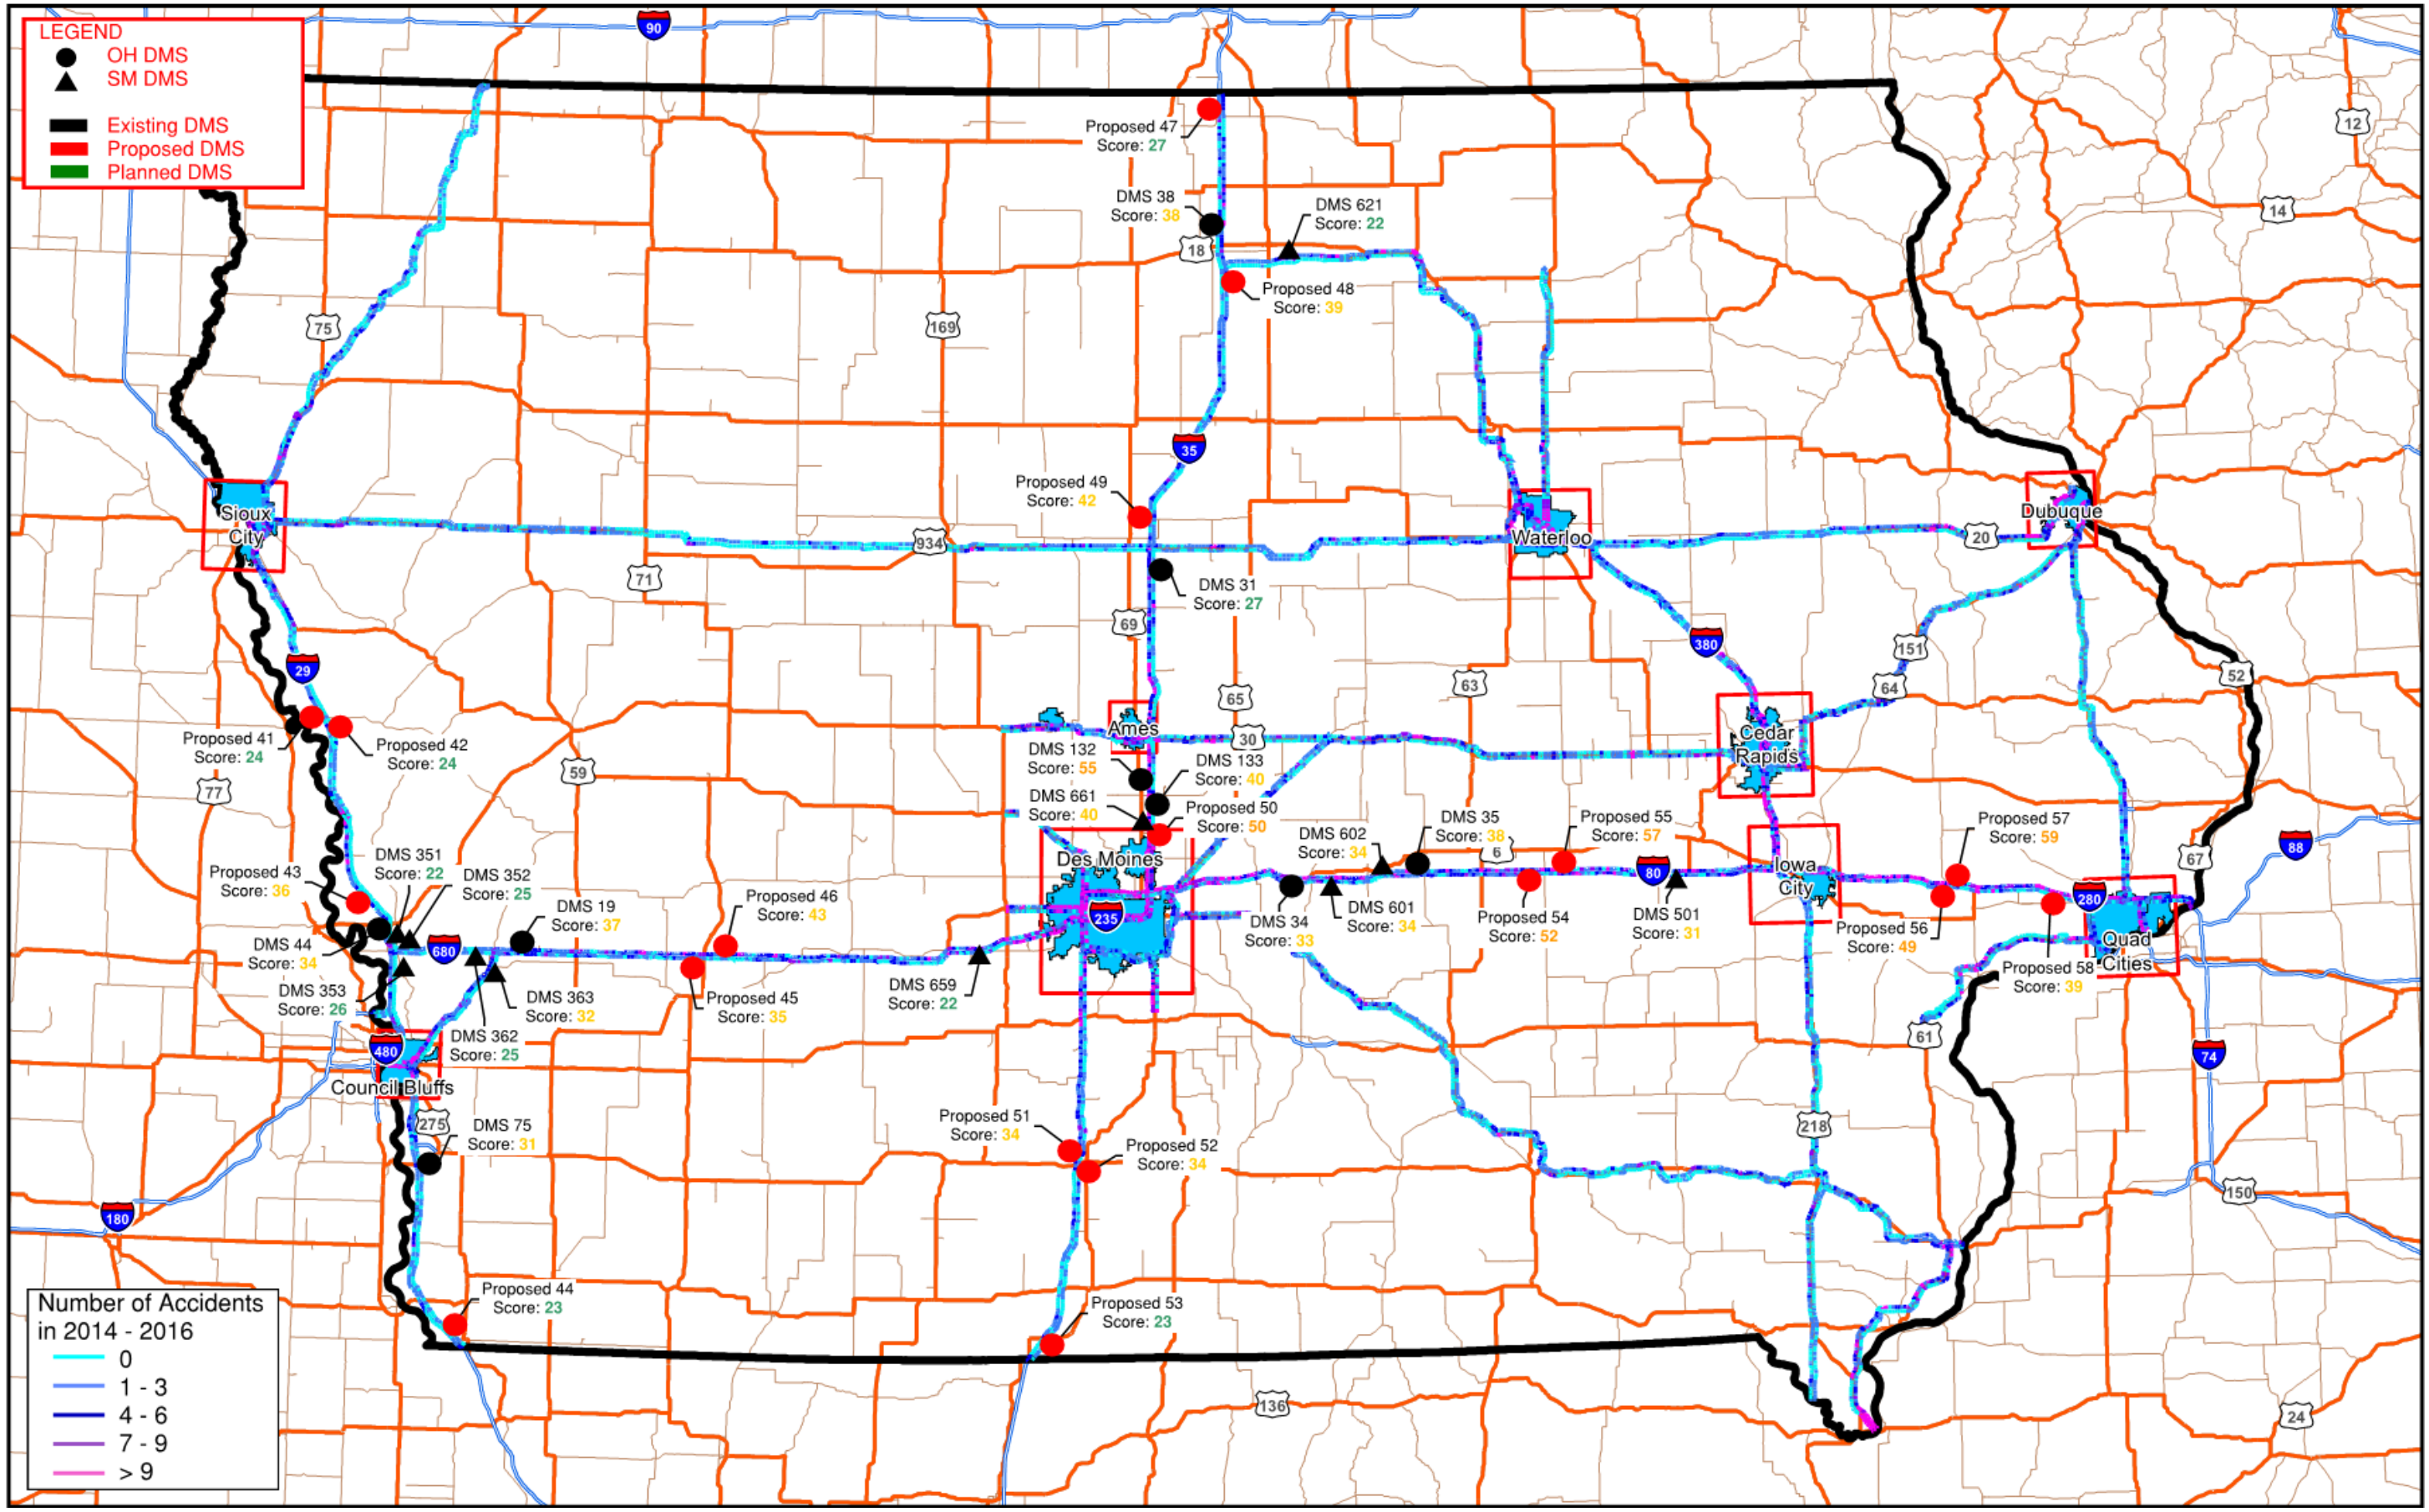 LEGEND
OH DMS
SM DMS
Existing DMS
Proposed DMS
Planned DMS
90
12
Proposed 47
Score: 27
DMS 38
Score: 38
DMS 621
Score: 22
14
18
Proposed 48
Score: 39
75
169
35
Proposed 49
Score: 42
Sioux
City
934
Waterloo
20
Dubuque
71
DMS 31
Score: 27
69
380
151
29
63
64
65
52
Proposed 41
Score: 24
Proposed 42
Score: 24
Ames
30
Cedar
Rapids
DMS 132
Score: 55
DMS 133
Score: 40
59
77
DMS 661
Score: 40
Proposed 50
Score: 50
DMS 602
Score: 34
DMS 35
Score: 38
6
Proposed 55
Score: 57
Proposed 57
Score: 59
88
67
DMS 351
Score: 22
Des Moines
Proposed 43
Score: 36
DMS 352
Score: 25
80
Iowa
City
DMS 19
Score: 37
Proposed 46
Score: 43
235
280
DMS 34
Score: 33
DMS 601
Score: 34
Proposed 54
Score: 52
DMS 501
Score: 31
Proposed 56
Score: 49
Quad
Cities
DMS 44
Score: 34
680
Proposed 58
Score: 39
DMS 353
Score: 26
DMS 363
Score: 32
Proposed 45
Score: 35
DMS 659
Score: 22
DMS 362
Score: 25
480
61
74
Council Bluffs
275
DMS 75
Score: 31
Proposed 51
Score: 34
Proposed 52
Score: 34
218
180
150
Proposed 44
Score: 23
Proposed 53
Score: 23
136
24
Number of Accidents
in 2014 - 2016
0
1 - 3
4 - 6
7 - 9
> 9